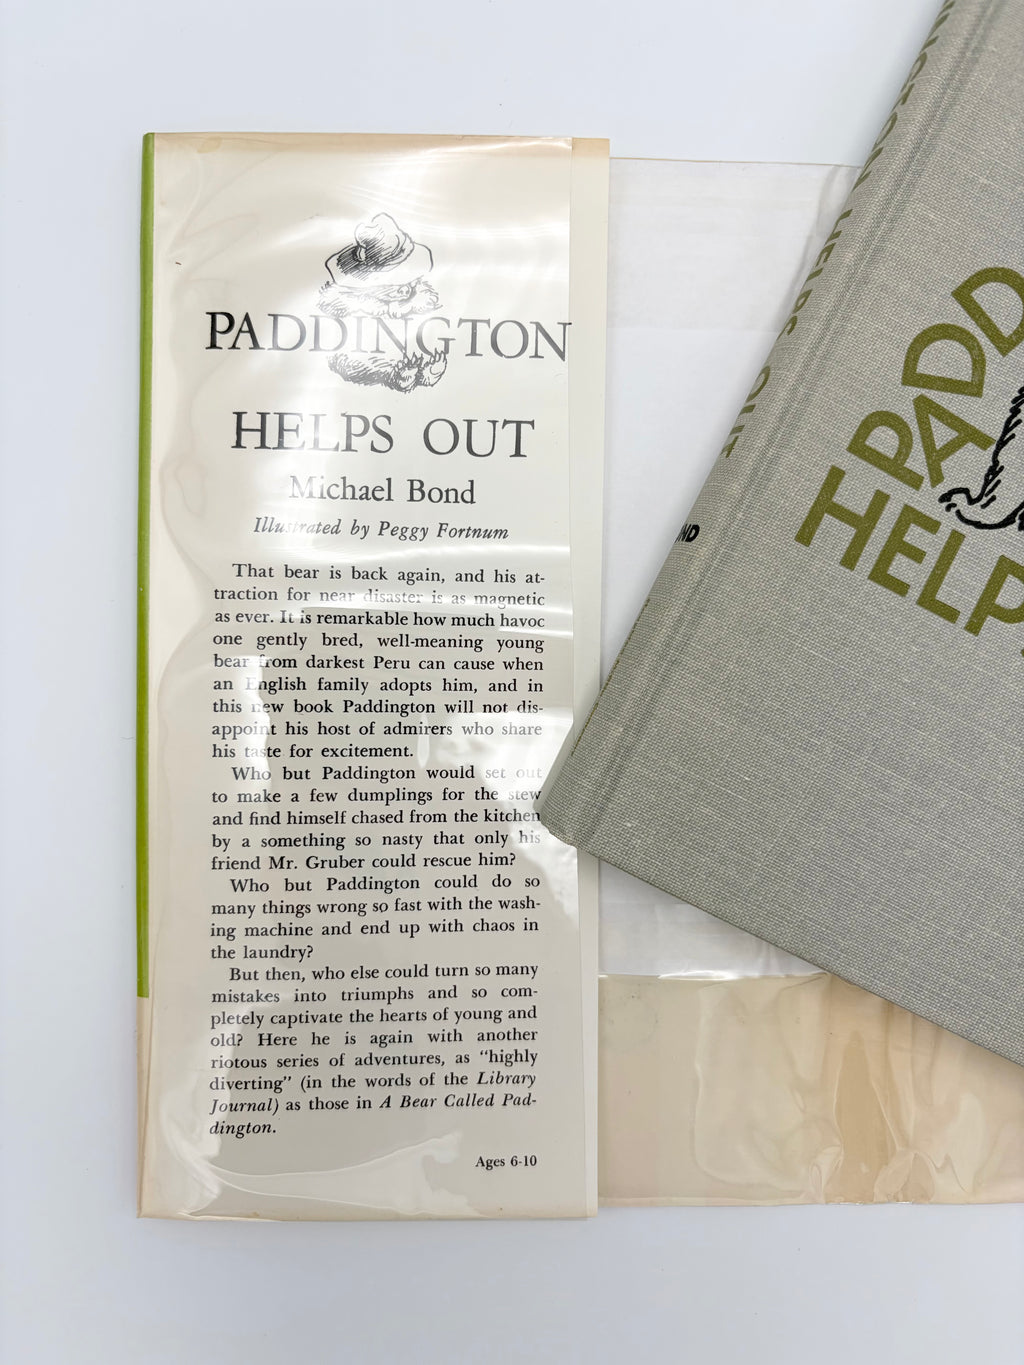 PADDINGTON
HELPS OUT
Michael Bond
Illustrated by Peggy Fortnum
That bear is back again, and his at-
traction for near disaster is as magnetic
as ever. It is remarkable how much havoc
one gently bred, well-meaning young
bear from darkest Peru can cause when
an English family adopts him, and in
this new book Paddington will not dis-
appoint his host of admirers who share
his taste for excitement.
Who but Paddington would set out
to make a few dumplings for the stew
and find himself chased from the kitchen
by a something so nasty that only his
friend Mr. Gruber could rescue him?
Who but Paddington could do so
many things wrong so fast with the wash-
ing machine and end up with chaos in
the laundry?
But then, who else could turn so many
mistakes into triumphs and so com-
pletely captivate the hearts of young and
old? Here he is again with another
riotous series of adventures, as “highly
diverting” (in the words of the Library
Journal) as those in A Bear Called Pad-
dington.
Ages 6-10
INGTON HELPS OUT
ND
PADD
HELP